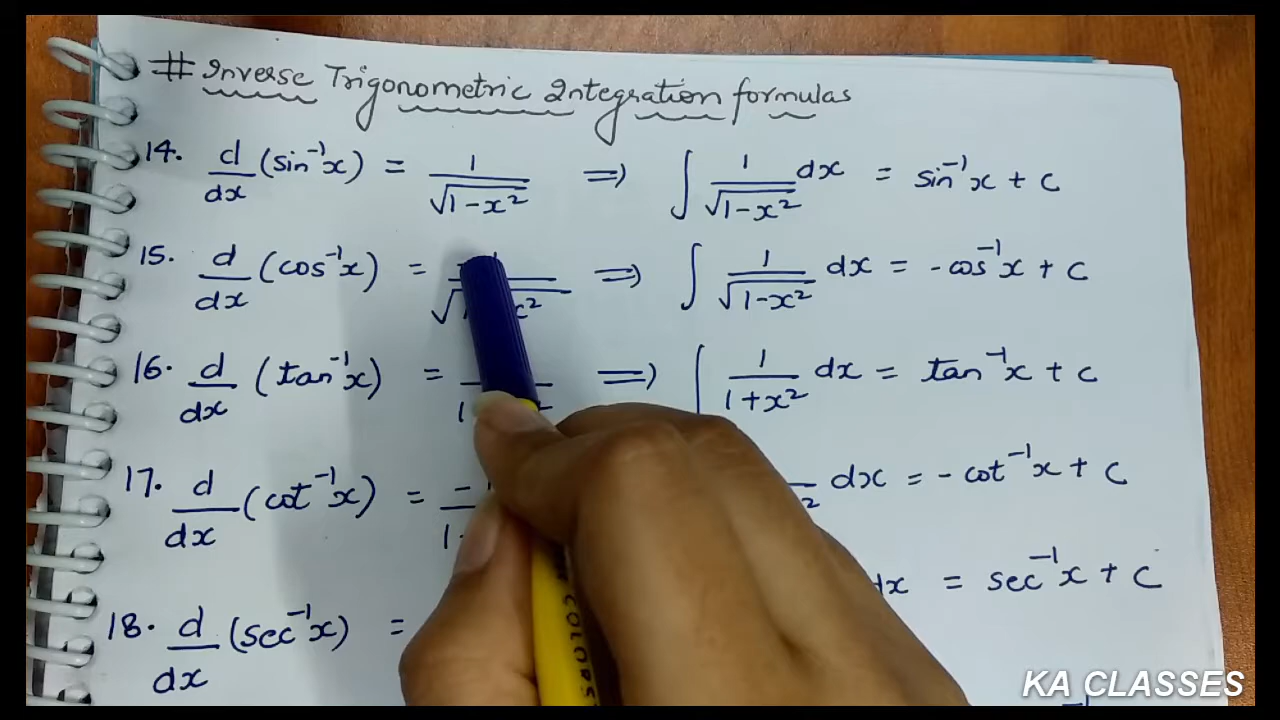 # Inverse Trigonometric Integration formulas
14. d/dx (sin⁻¹x) = 1/√(1-x²) ⇒ ∫ 1/√(1-x²) dx = sin⁻¹x + c
15. d/dx (cos⁻¹x) = ⇒ ∫ 1/√(1-x²) dx = -cos⁻¹x + c
16. d/dx (tan⁻¹x) = ⇒ ∫ 1/(1+x²) dx = tan⁻¹x + c
17. d/dx (cot⁻¹x) = dx = -cot⁻¹x + c
18. d/dx (sec⁻¹x) = dx = sec⁻¹x + c
KA CLASSES